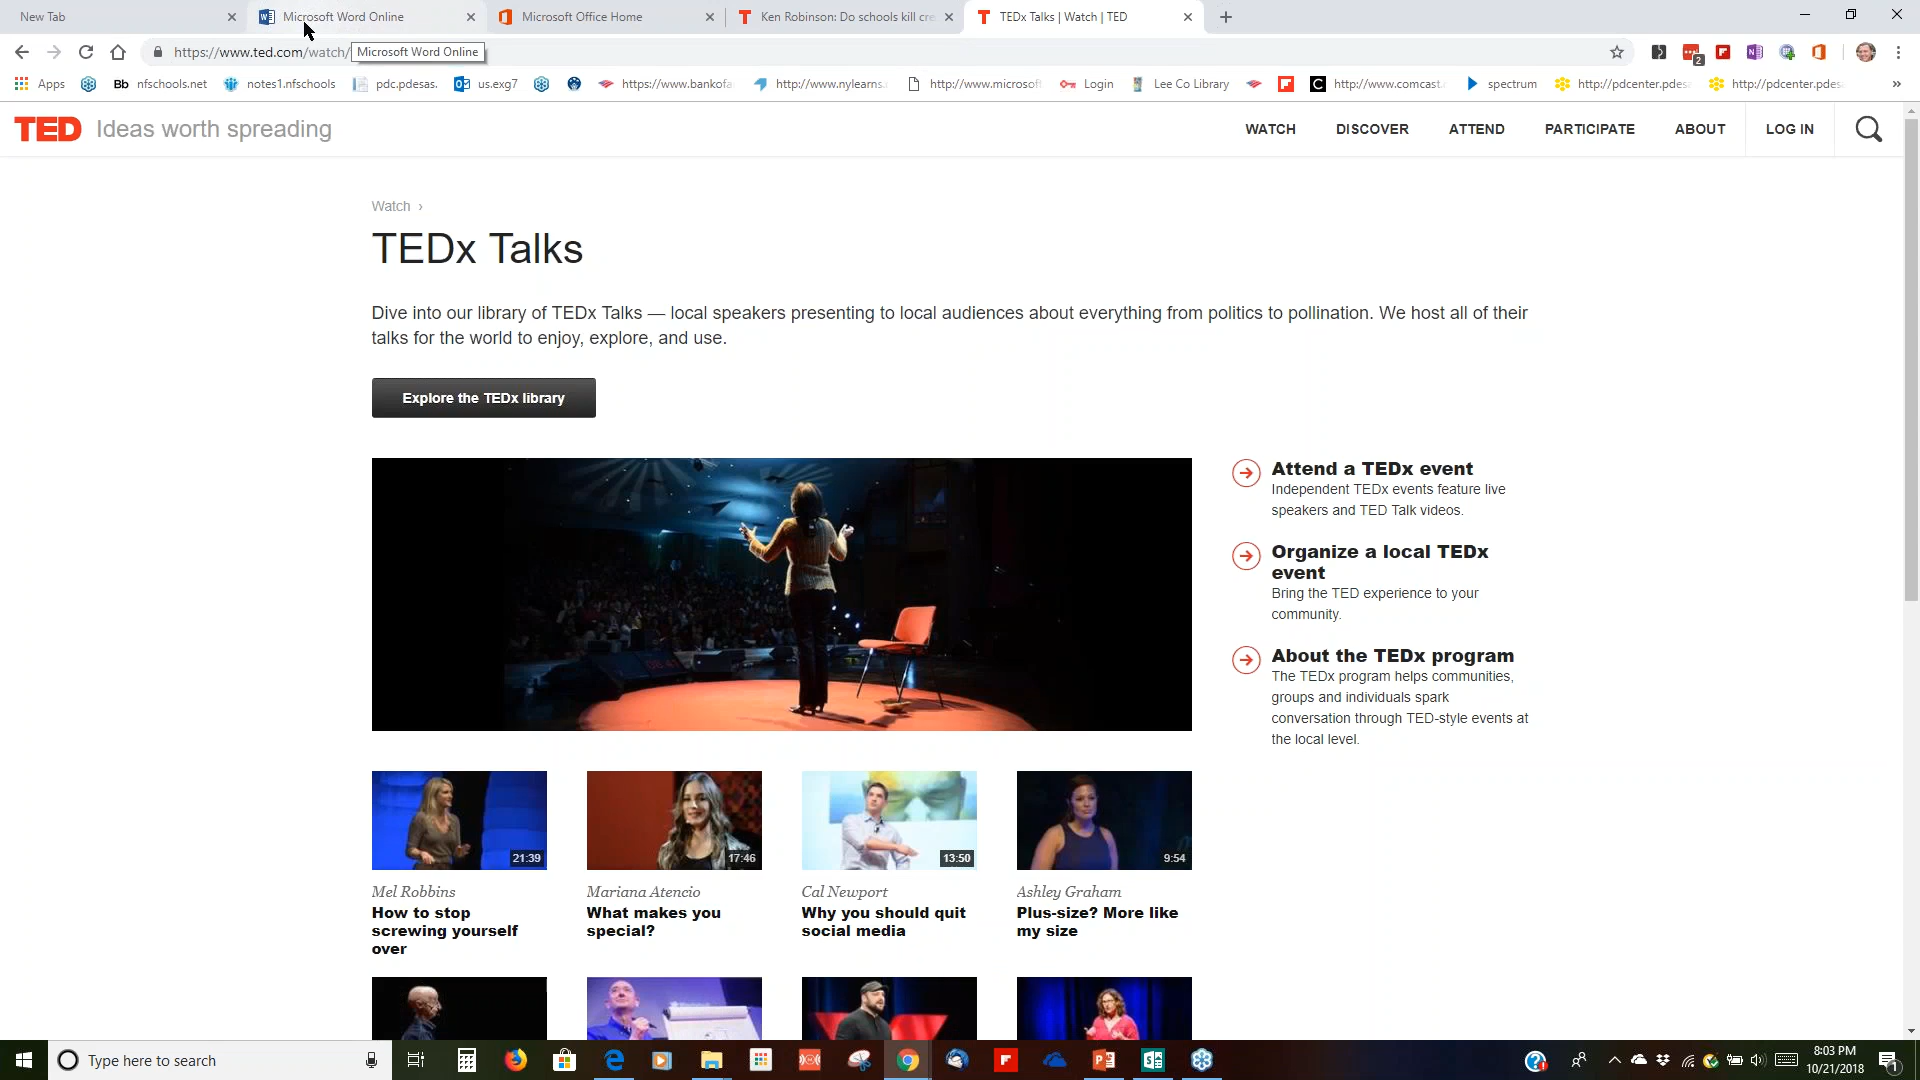 New Tab
Microsoft Word Online
Microsoft Office Home
Ken Robinson: Do schools kill cre
TEDx Talks | Watch | TED
https://www.ted.com/watch/
Microsoft Word Online
2
Apps
Bb nfschools.net
notes1.nfschools
pdc.pdesas.
us.exg7
https://www.bankofa
http://www.nylearns.
http://www.microsoft
Login
Lee Co Library
http://www.comcast.
spectrum
http://pdcenter.pdes
http://pdcenter.pdes
TED Ideas worth spreading
WATCH
DISCOVER
ATTEND
PARTICIPATE
ABOUT
LOG IN
Watch ›
TEDx Talks
Dive into our library of TEDx Talks — local speakers presenting to local audiences about everything from politics to pollination. We host all of their
talks for the world to enjoy, explore, and use.
Explore the TEDx library
Attend a TEDx event
Independent TEDx events feature live
speakers and TED Talk videos.
Organize a local TEDx
event
Bring the TED experience to your
community.
About the TEDx program
The TEDx program helps communities,
groups and individuals spark
conversation through TED-style events at
the local level.
21:39
Mel Robbins
How to stop
screwing yourself
over
17:46
Mariana Atencio
What makes you
special?
13:50
Cal Newport
Why you should quit
social media
9:54
Ashley Graham
Plus-size? More like
my size
Type here to search
8:03 PM
10/21/2018
1